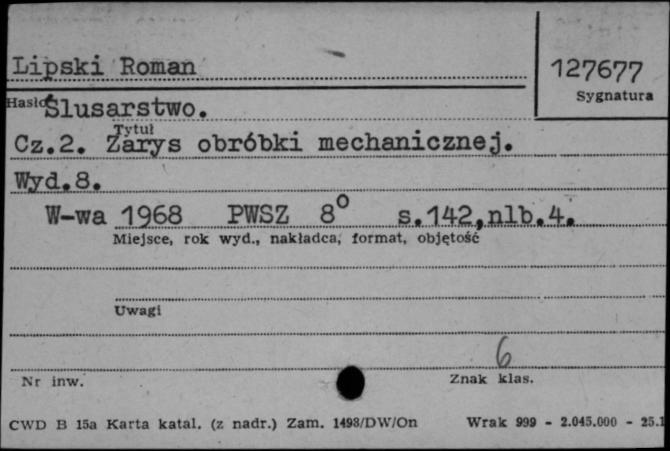 Lipski Roman
127677
Sygnatura
Hasło Ślusarstwo.
Tytuł
Cz.2. Zarys obróbki mechanicznej.
Wyd.8.
W-wa 1968 PWSZ 8° s.142,nlb.4.
Miejsce, rok wyd., nakładca, format, objętość
Uwagi
6
Nr inw.
Znak klas.
CWD B 15a Karta katal. (z nadr.) Zam. 1498/DW/On Wrak 999 - 2.045.000 - 25.1